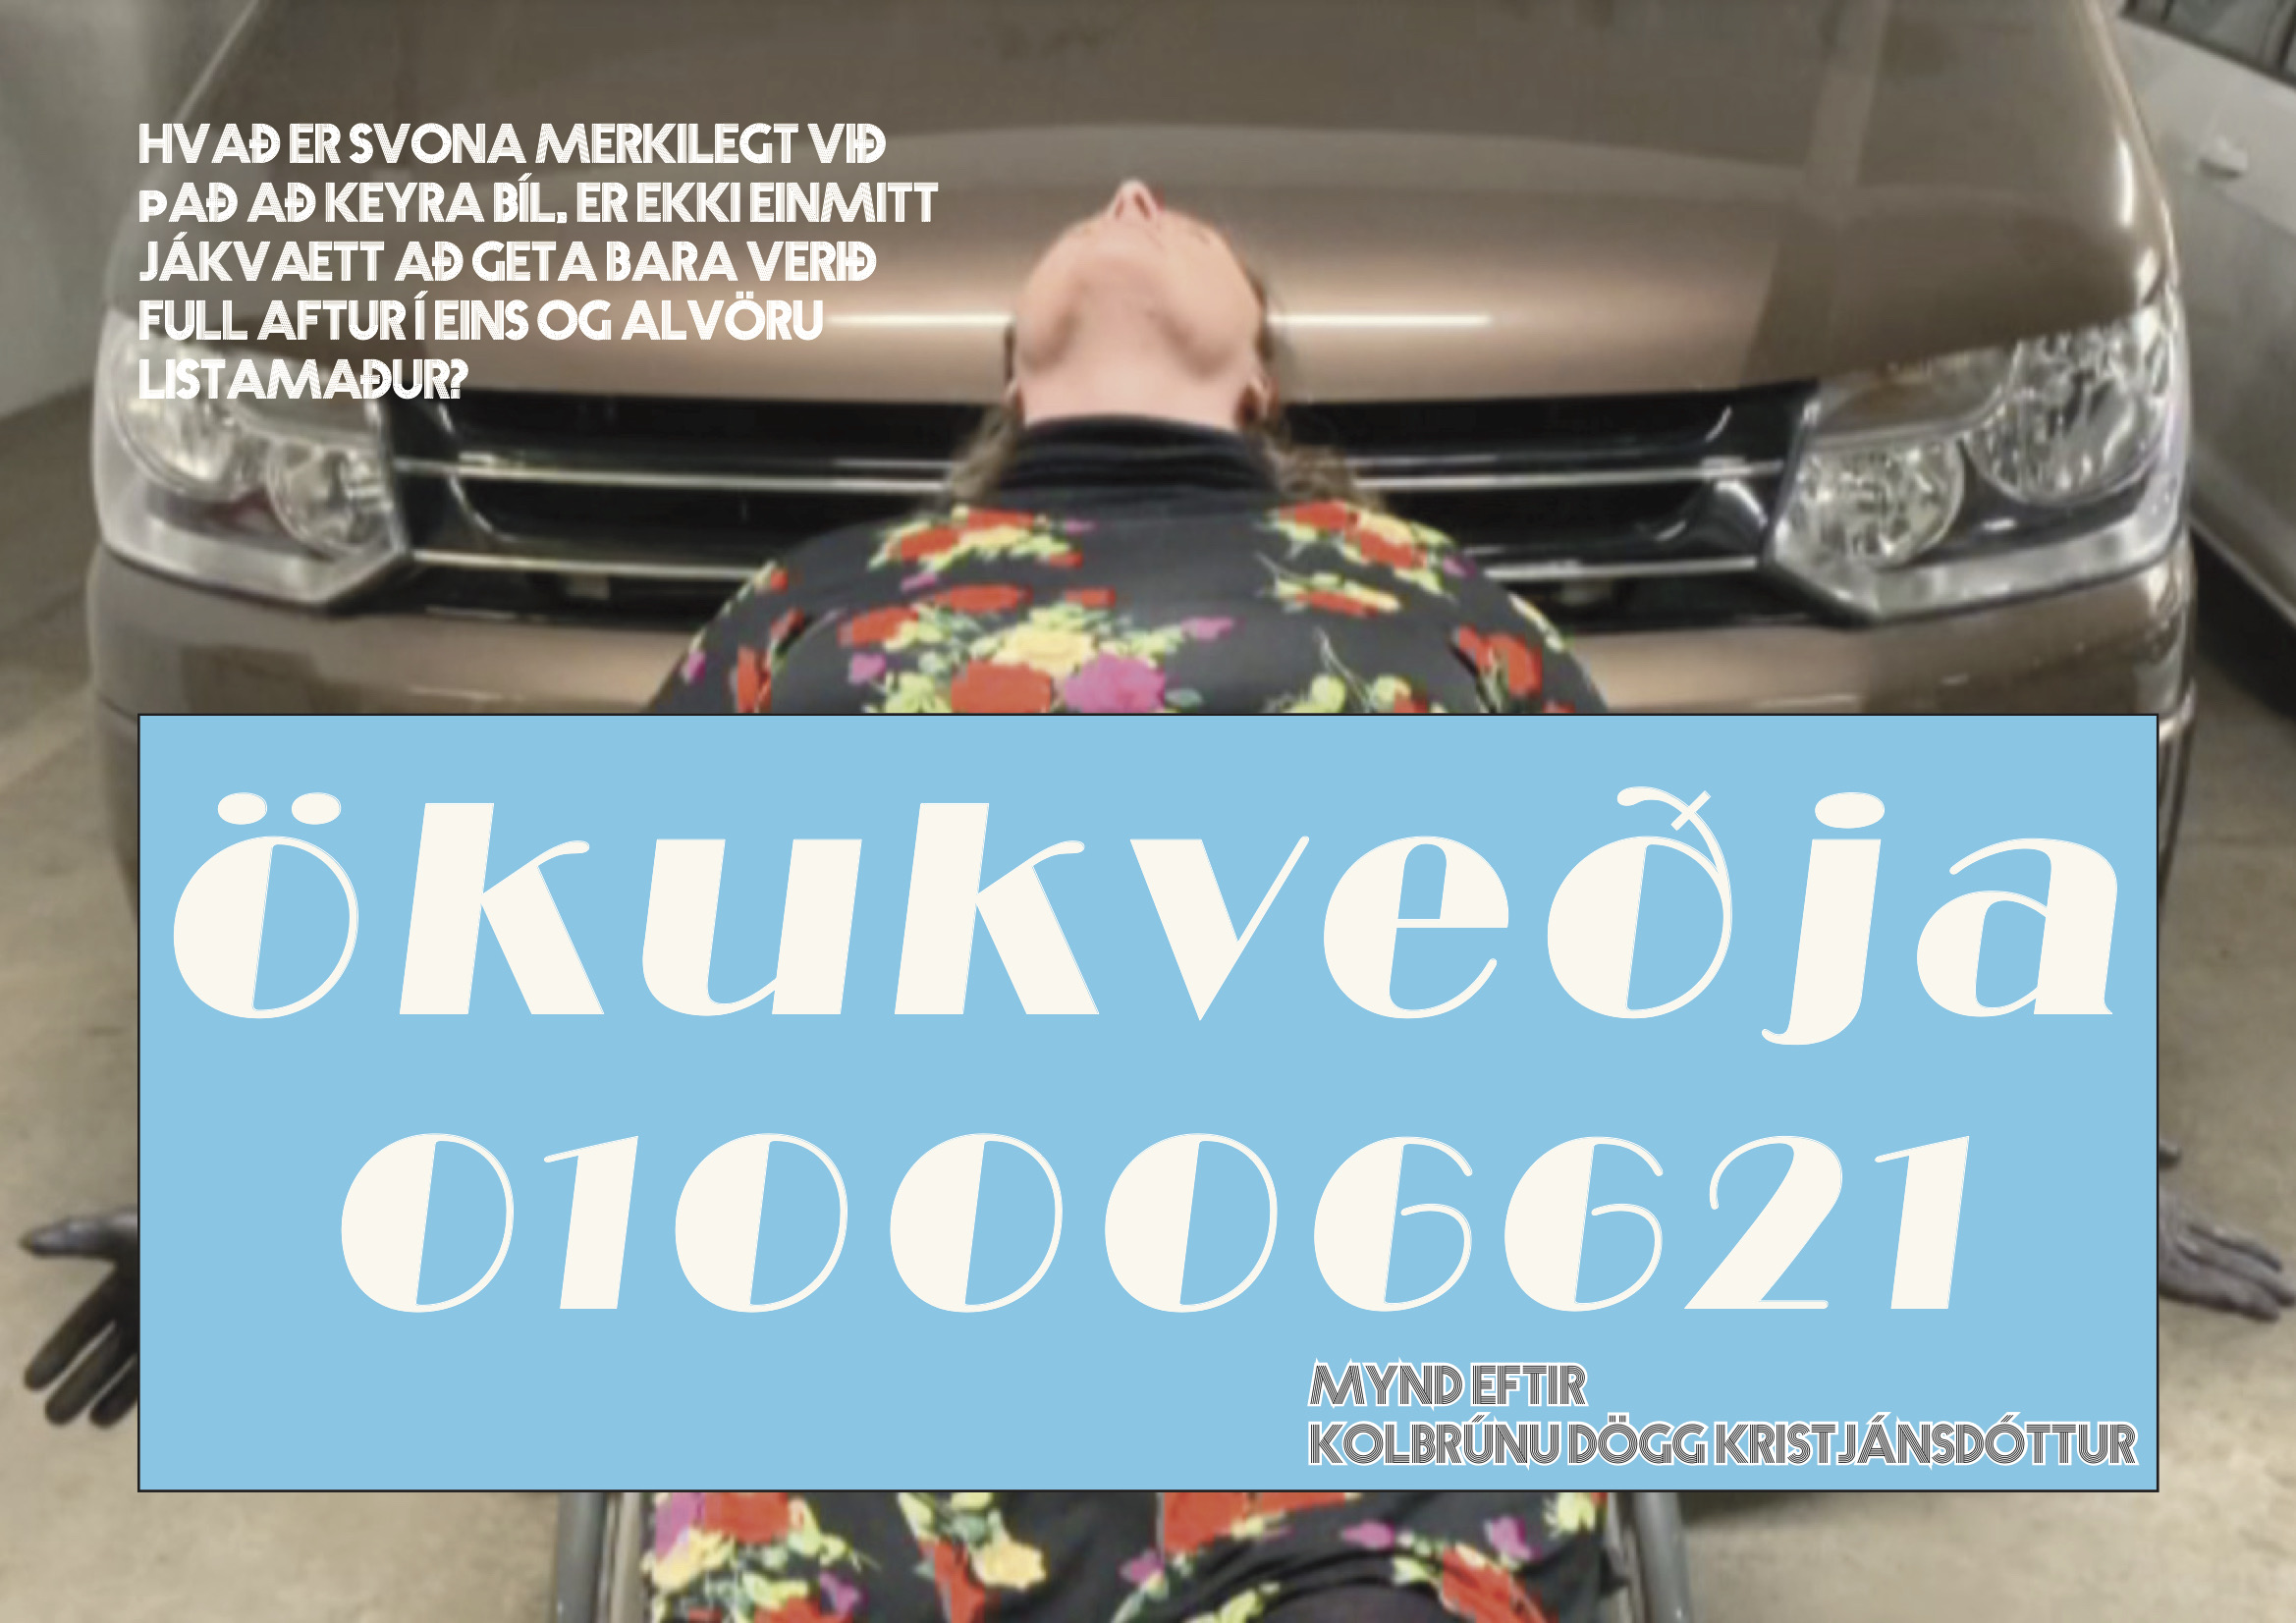 HVAÐ ER SVONA MERKILEGT VIÐ
ÞAÐ AÐ KEYRA BÍL, ER EKKI EINMITT
JÁKVAETT AÐ GETA BARA VERIÐ
FULL AFTUR Í EINS OG ALVÖRU
LISTAMAÐUR?
ökukveðja
010006621
MYND EFTIR
KOLBRÚNU DÖGG KRISTJÁNSDÓTTUR